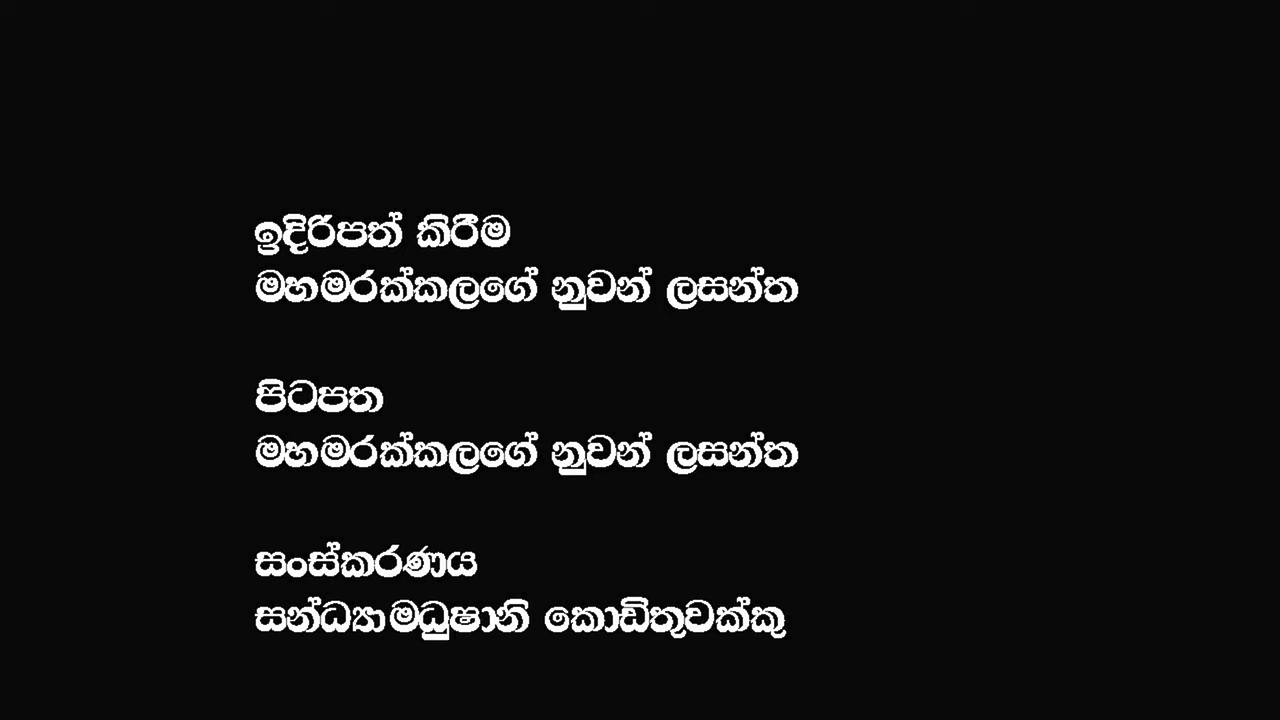 ඉදිරිපත් කිරීම
මහමරක්කලගේ නුවන් ලසන්ත
පිටපත
මහමරක්කලගේ නුවන් ලසන්ත
සංස්කරණය
සන්ධ්‍යාමධුෂානි කොඩිතුවක්කු